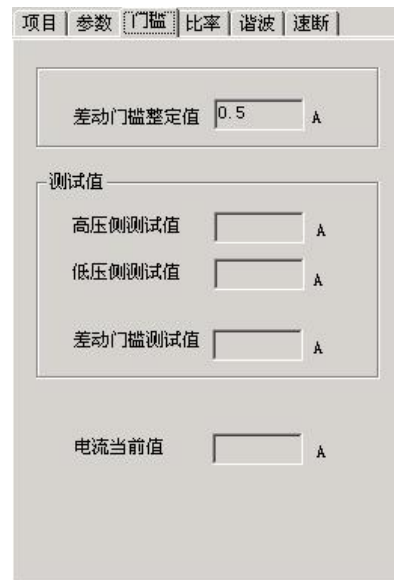 项目 参数 门槛 比率 谐波 速断
差动门槛整定值 0.5 A
测试值
高压侧测试值 A
低压侧测试值 A
差动门槛测试值 A
电流当前值 A